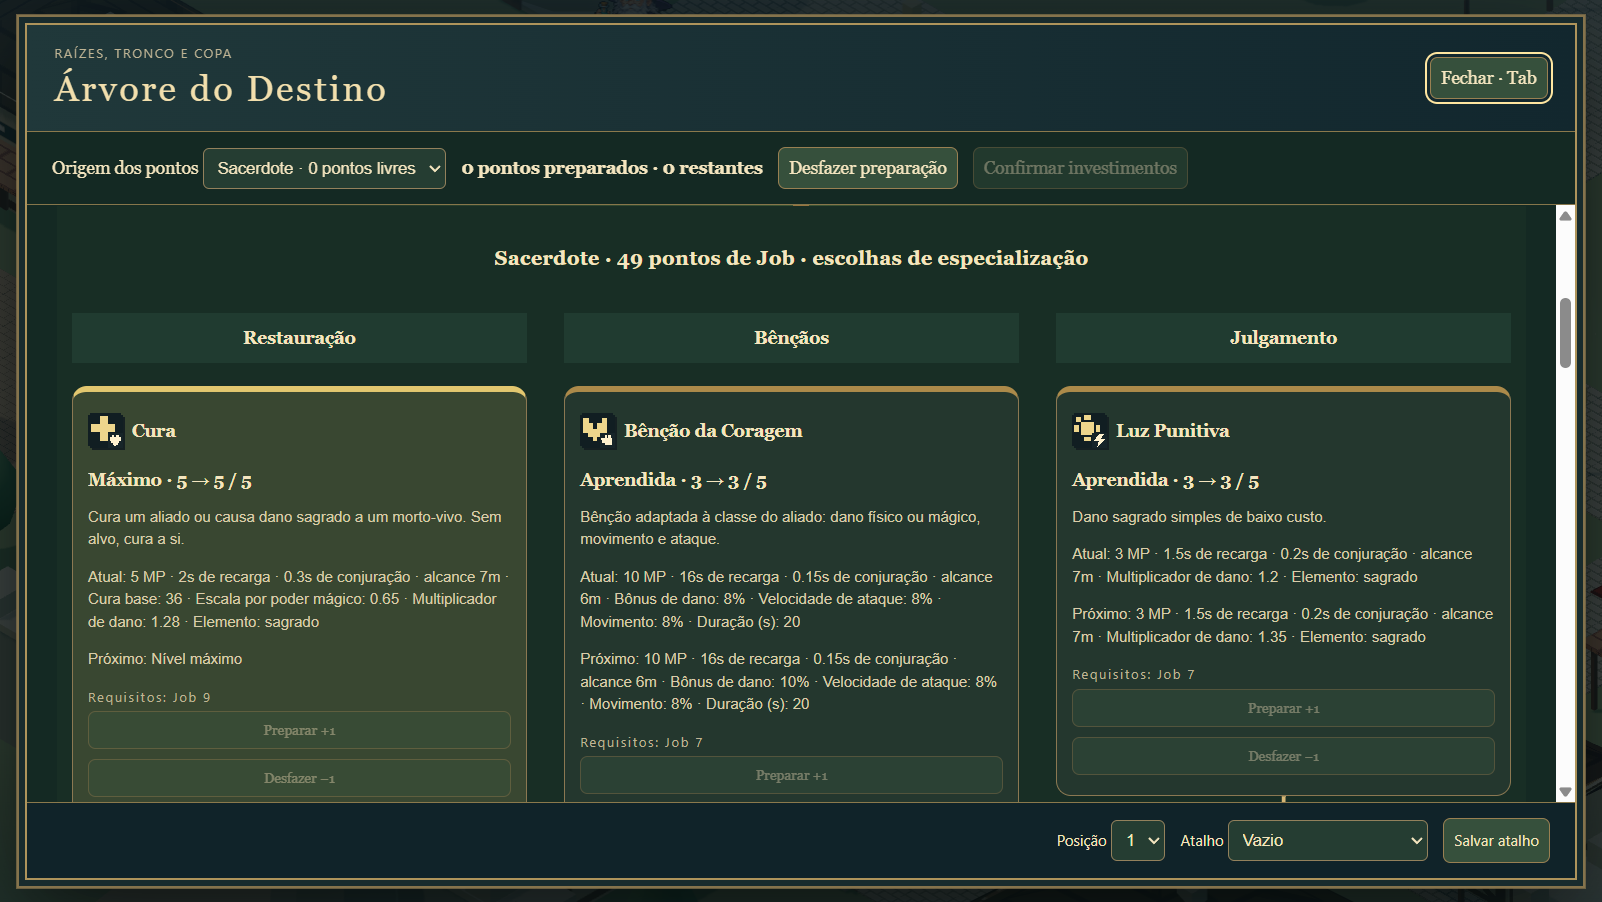 RAÍZES, TRONCO E COPA
Árvore do Destino
Fechar · Tab
Origem dos pontos
Sacerdote · 0 pontos livres
0 pontos preparados · 0 restantes
Desfazer preparação
Confirmar investimentos
Sacerdote · 49 pontos de Job · escolhas de especialização
Restauração
Cura
Máximo · 5 → 5 / 5
Cura um aliado ou causa dano sagrado a um morto-vivo. Sem
alvo, cura a si.
Atual: 5 MP · 2s de recarga · 0.3s de conjuração · alcance 7m ·
Cura base: 36 · Escala por poder mágico: 0.65 · Multiplicador
de dano: 1.28 · Elemento: sagrado
Próximo: Nível máximo
Requisitos: Job 9
Preparar +1
Desfazer −1
Bênçãos
Bênção da Coragem
Aprendida · 3 → 3 / 5
Bênção adaptada à classe do aliado: dano físico ou mágico,
movimento e ataque.
Atual: 10 MP · 16s de recarga · 0.15s de conjuração · alcance
6m · Bônus de dano: 8% · Velocidade de ataque: 8% ·
Movimento: 8% · Duração (s): 20
Próximo: 10 MP · 16s de recarga · 0.15s de conjuração ·
alcance 6m · Bônus de dano: 10% · Velocidade de ataque: 8%
· Movimento: 8% · Duração (s): 20
Requisitos: Job 7
Preparar +1
Julgamento
Luz Punitiva
Aprendida · 3 → 3 / 5
Dano sagrado simples de baixo custo.
Atual: 3 MP · 1.5s de recarga · 0.2s de conjuração · alcance
7m · Multiplicador de dano: 1.2 · Elemento: sagrado
Próximo: 3 MP · 1.5s de recarga · 0.2s de conjuração · alcance
7m · Multiplicador de dano: 1.35 · Elemento: sagrado
Requisitos: Job 7
Preparar +1
Desfazer −1
Posição
1
Atalho
Vazio
Salvar atalho